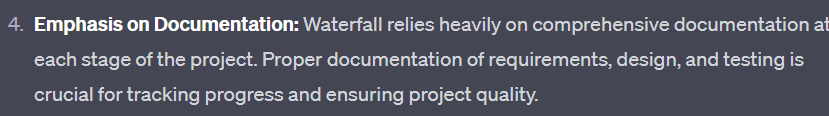 4. Emphasis on Documentation: Waterfall relies heavily on comprehensive documentation at
each stage of the project. Proper documentation of requirements, design, and testing is
crucial for tracking progress and ensuring project quality.